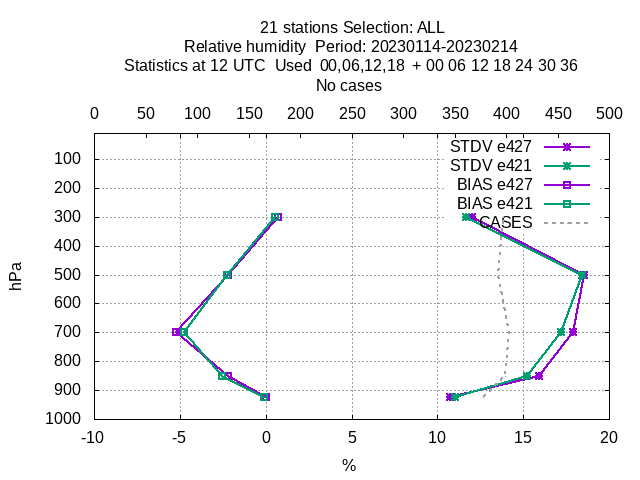 21 stations Selection: ALL
Relative humidity  Period: 20230114-20230214
Statistics at 12 UTC  Used  00,06,12,18  + 00 06 12 18 24 30 36
No cases
0 50 100 150 200 250 300 350 400 450 500
STDV e427
STDV e421
BIAS e427
BIAS e421
CASES
100
200
300
400
500
600
700
800
900
1000
hPa
-10 -5 0 5 10 15 20
%